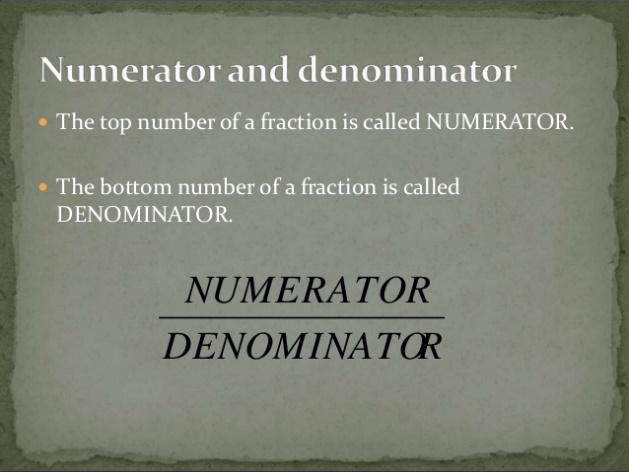 Numerator and denominator
• The top number of a fraction is called NUMERATOR.
• The bottom number of a fraction is called
DENOMINATOR.
NUMERATOR
DENOMINATOR